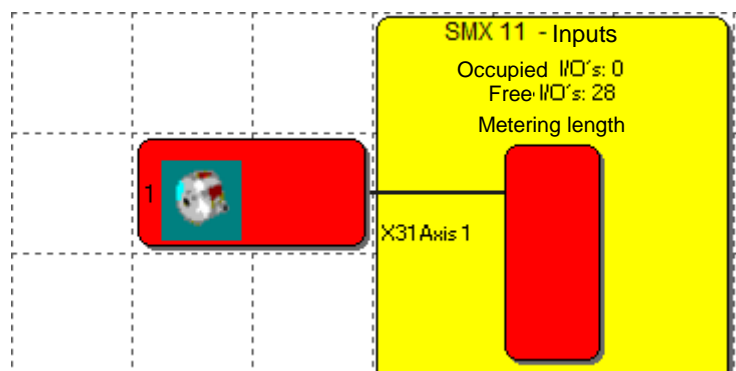 SMX 11 - Inputs
Occupied I/O´s: 0
Free I/O´s: 28
Metering length
1
X31 Axis 1